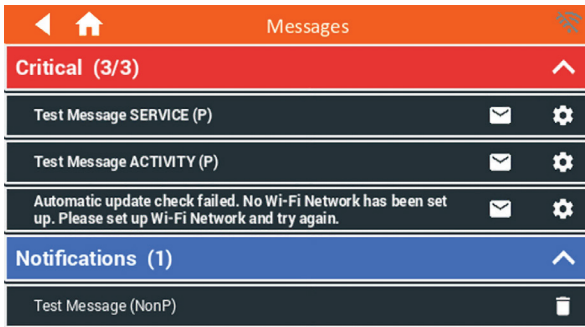 Messages
Critical (3/3)
Test Message SERVICE (P)
Test Message ACTIVITY (P)
Automatic update check failed. No Wi-Fi Network has been set
up. Please set up Wi-Fi Network and try again.
Notifications (1)
Test Message (NonP)